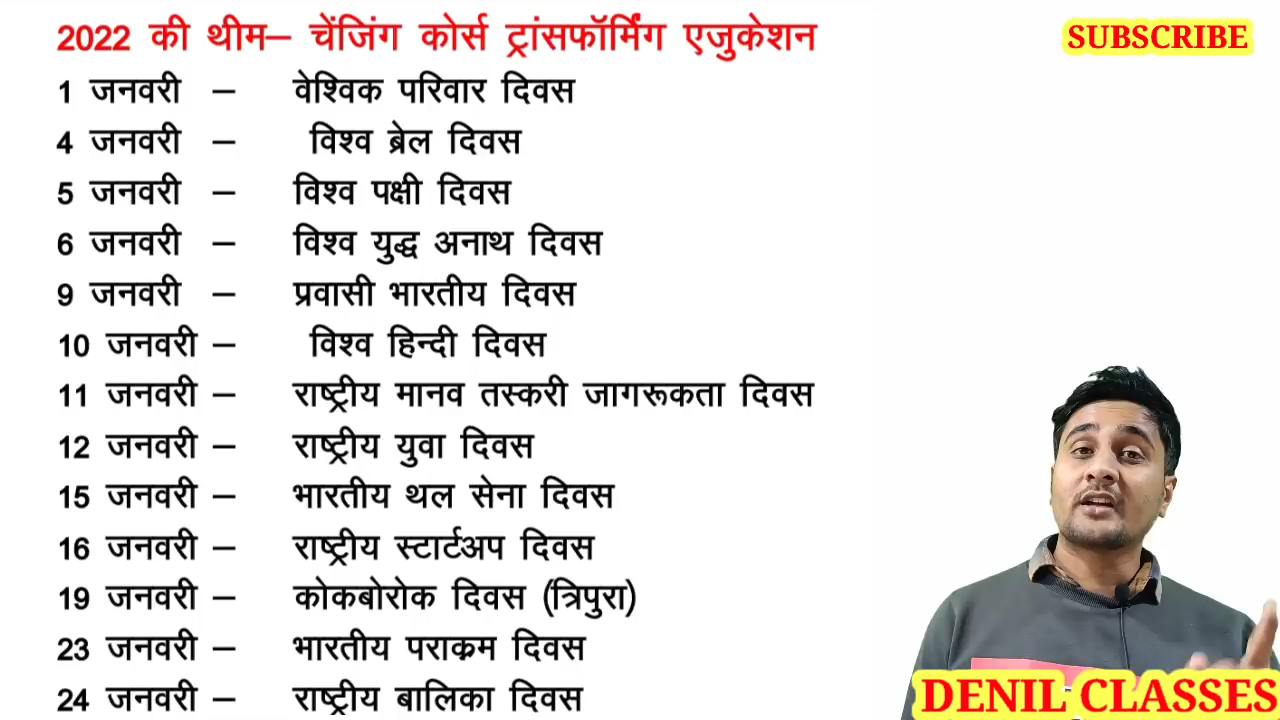 2022 की थीम– चेंजिंग कोर्स ट्रांसफॉर्मिंग एजुकेशन
SUBSCRIBE
1 जनवरी – वेश्विक परिवार दिवस
4 जनवरी – विश्व ब्रेल दिवस
5 जनवरी – विश्व पक्षी दिवस
6 जनवरी – विश्व युद्ध अनाथ दिवस
9 जनवरी – प्रवासी भारतीय दिवस
10 जनवरी – विश्व हिन्दी दिवस
11 जनवरी – राष्ट्रीय मानव तस्करी जागरूकता दिवस
12 जनवरी – राष्ट्रीय युवा दिवस
15 जनवरी – भारतीय थल सेना दिवस
16 जनवरी – राष्ट्रीय स्टार्टअप दिवस
19 जनवरी – कोकबोरोक दिवस (त्रिपुरा)
23 जनवरी – भारतीय पराक्रम दिवस
24 जनवरी – राष्ट्रीय बालिका दिवस
DENIL CLASSES